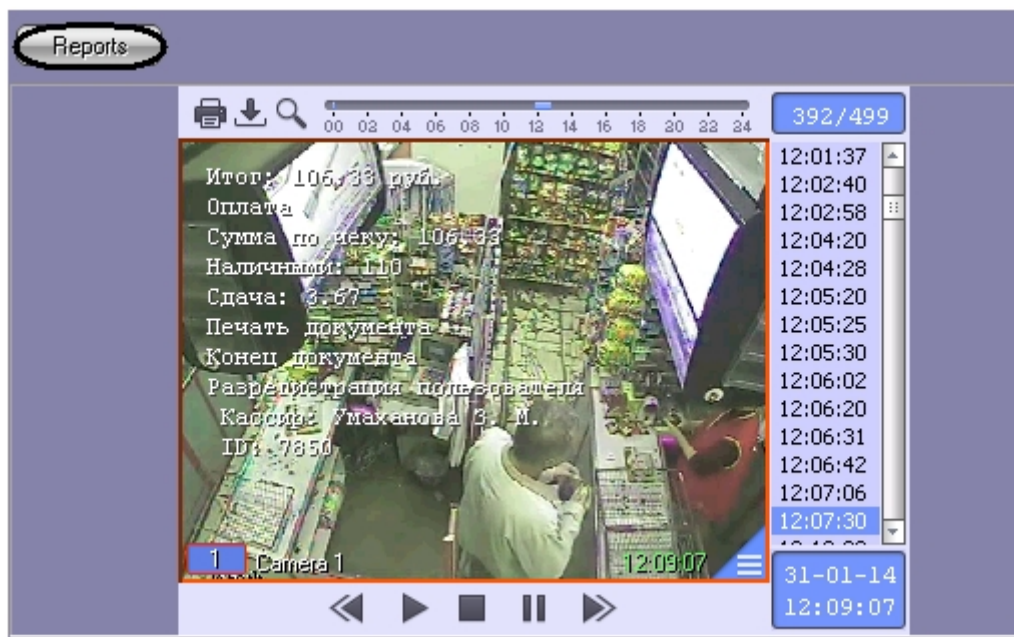 Reports
00 02 04 06 08 10 12 14 16 18 20 22 24
392/499
Итог: 106.33 руб.
Оплата
Сумма по чеку: 106.33
Наличными: 110
Сдача: 3.67
Печать документа
Конец документа
Разрегистрация пользователя
Кассир: Умаханова З. М.
ID: 7850
1 Camera 1 12:09:07
12:01:37
12:02:40
12:02:58
12:04:20
12:04:28
12:05:20
12:05:25
12:05:30
12:06:02
12:06:20
12:06:31
12:06:42
12:07:06
12:07:30
31-01-14
12:09:07